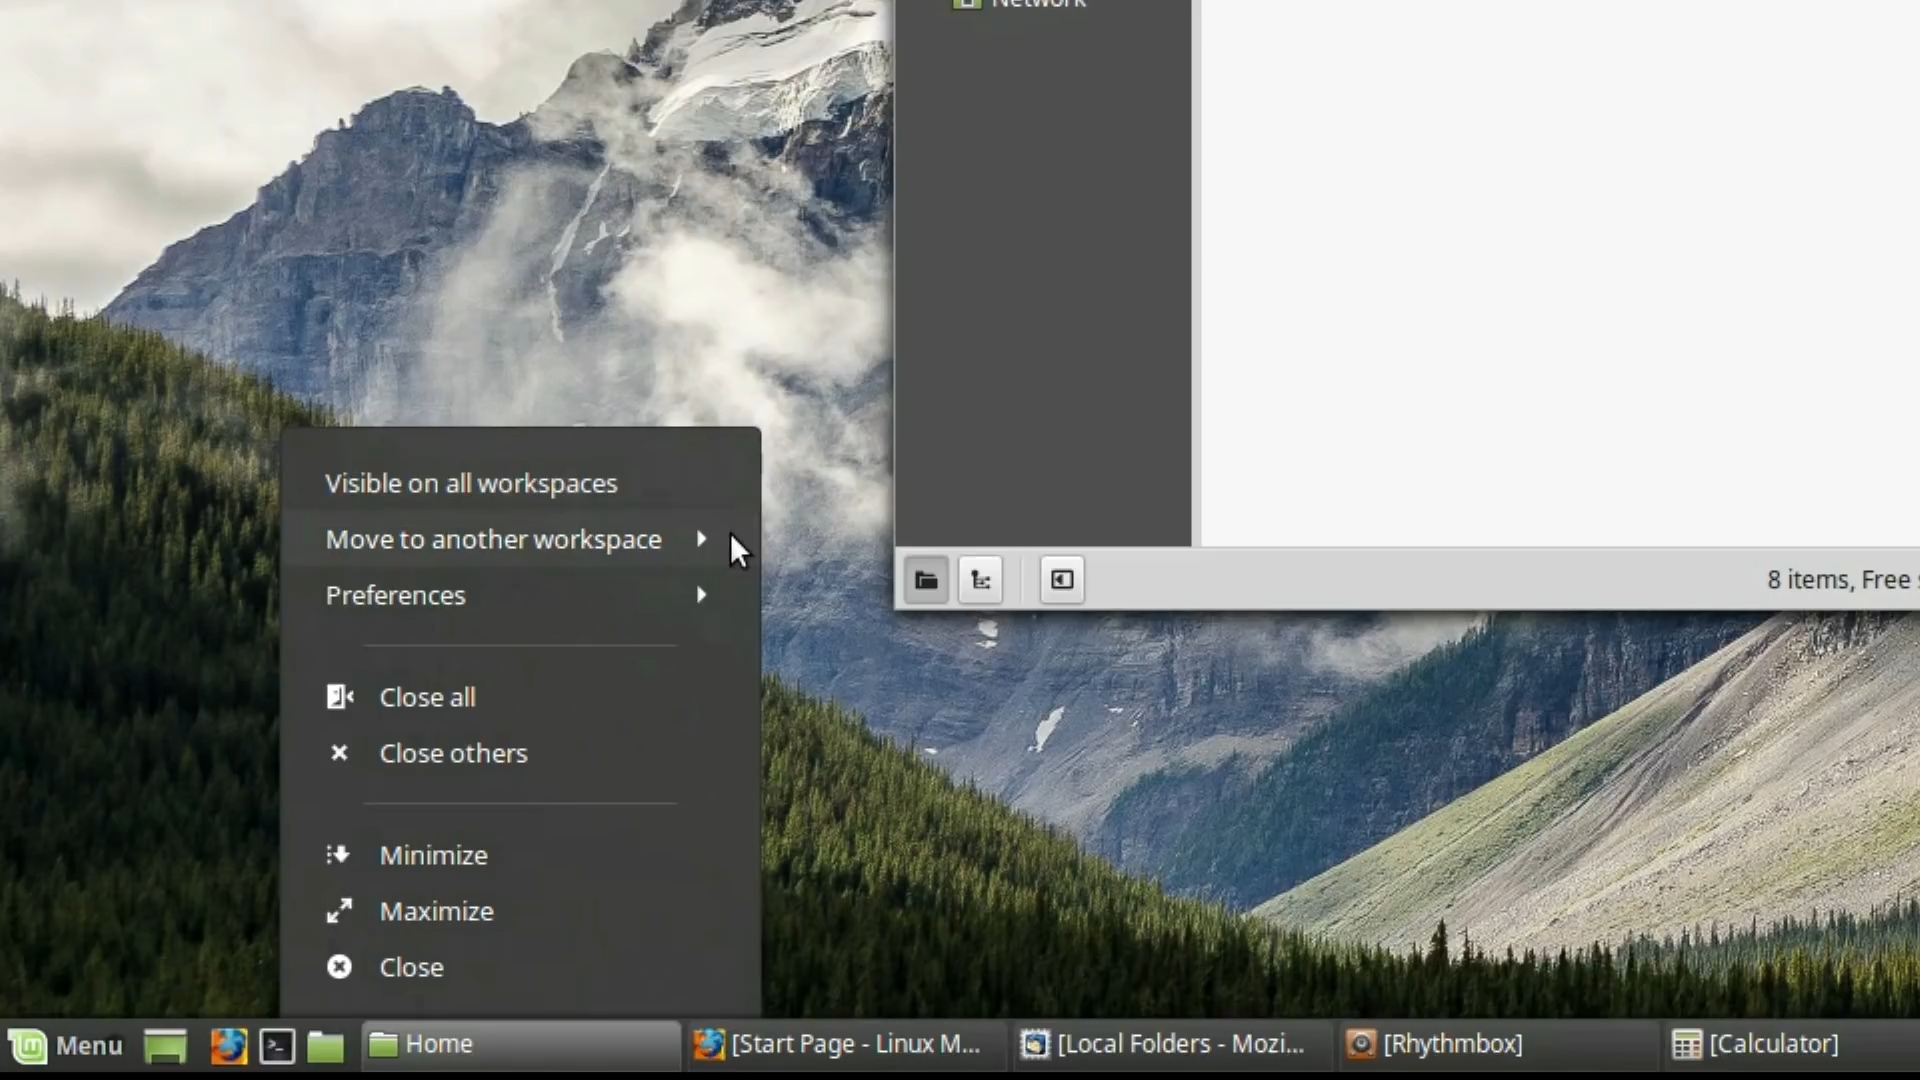 Network
Visible on all workspaces
Move to another workspace
Preferences
Close all
Close others
Minimize
Maximize
Close
8 items, Free
Menu
Home
[Start Page - Linux M...
[Local Folders - Mozi...
[Rhythmbox]
[Calculator]